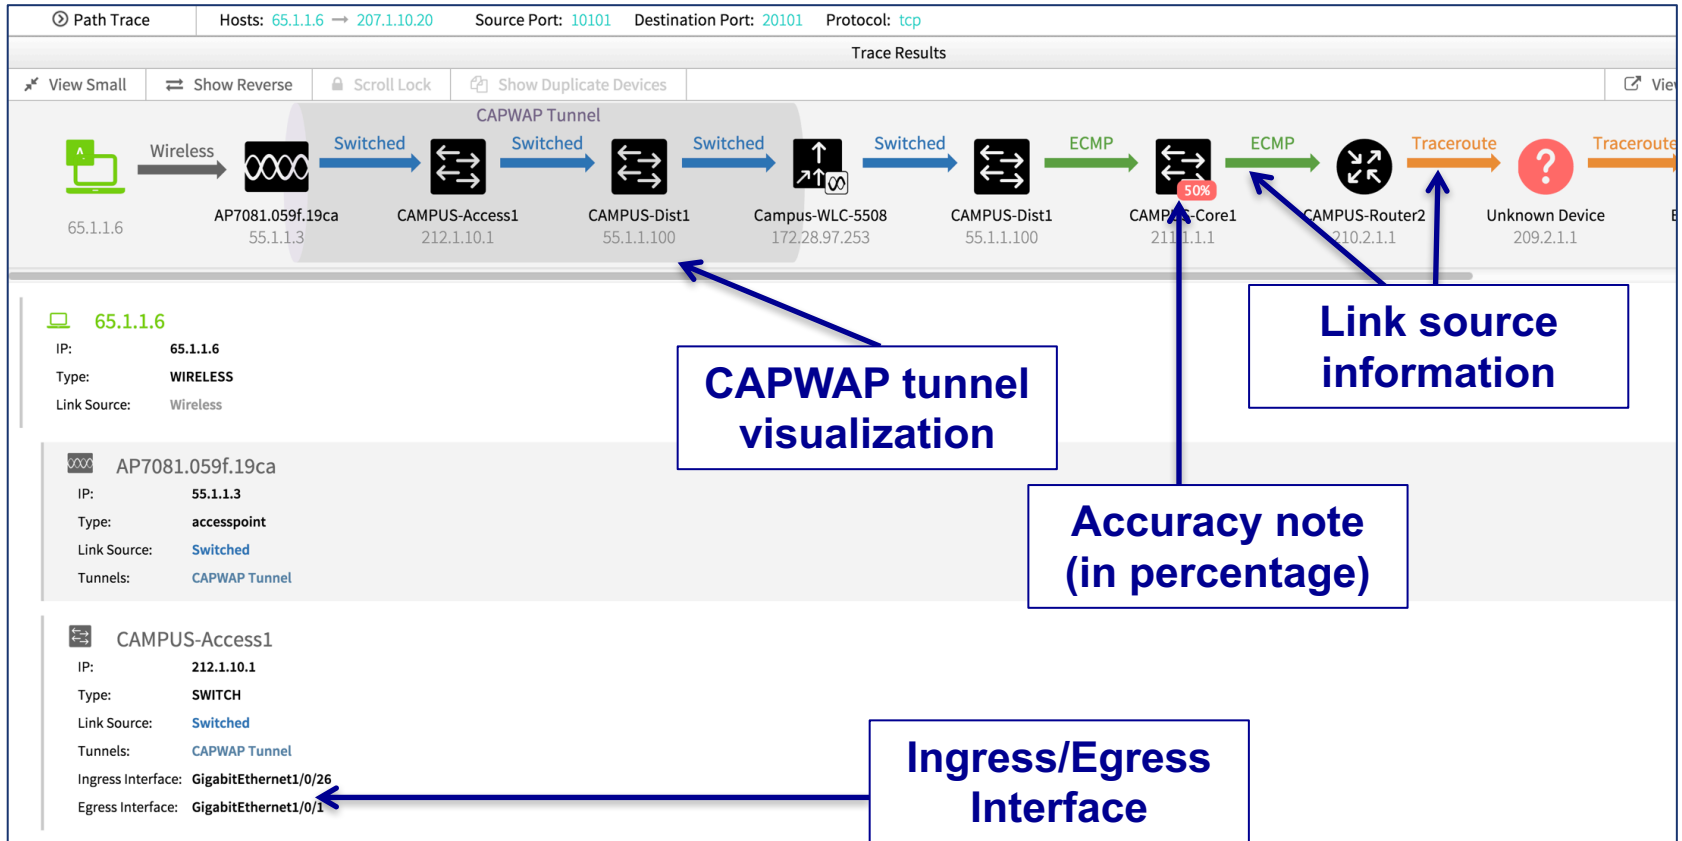 Path Trace
Hosts: 65.1.1.6 → 207.1.10.20 Source Port: 10101 Destination Port: 20101 Protocol: tcp
Trace Results
View Small
Show Reverse
Scroll Lock
Show Duplicate Devices
CAPWAP Tunnel
Wireless
Switched
Switched
Switched
Switched
ECMP
ECMP
Traceroute
Traceroute
50%
65.1.1.6
AP7081.059f.19ca
55.1.1.3
CAMPUS-Access1
212.1.10.1
CAMPUS-Dist1
55.1.1.100
Campus-WLC-5508
172.28.97.253
CAMPUS-Dist1
55.1.1.100
CAMPUS-Core1
211.1.1.1
CAMPUS-Router2
210.2.1.1
Unknown Device
209.2.1.1
65.1.1.6
IP: 65.1.1.6
Type: WIRELESS
Link Source: Wireless
AP7081.059f.19ca
IP: 55.1.1.3
Type: accesspoint
Link Source: Switched
Tunnels: CAPWAP Tunnel
CAMPUS-Access1
IP: 212.1.10.1
Type: SWITCH
Link Source: Switched
Tunnels: CAPWAP Tunnel
Ingress Interface: GigabitEthernet1/0/26
Egress Interface: GigabitEthernet1/0/1
CAPWAP tunnel
visualization
Link source
information
Accuracy note
(in percentage)
Ingress/Egress
Interface